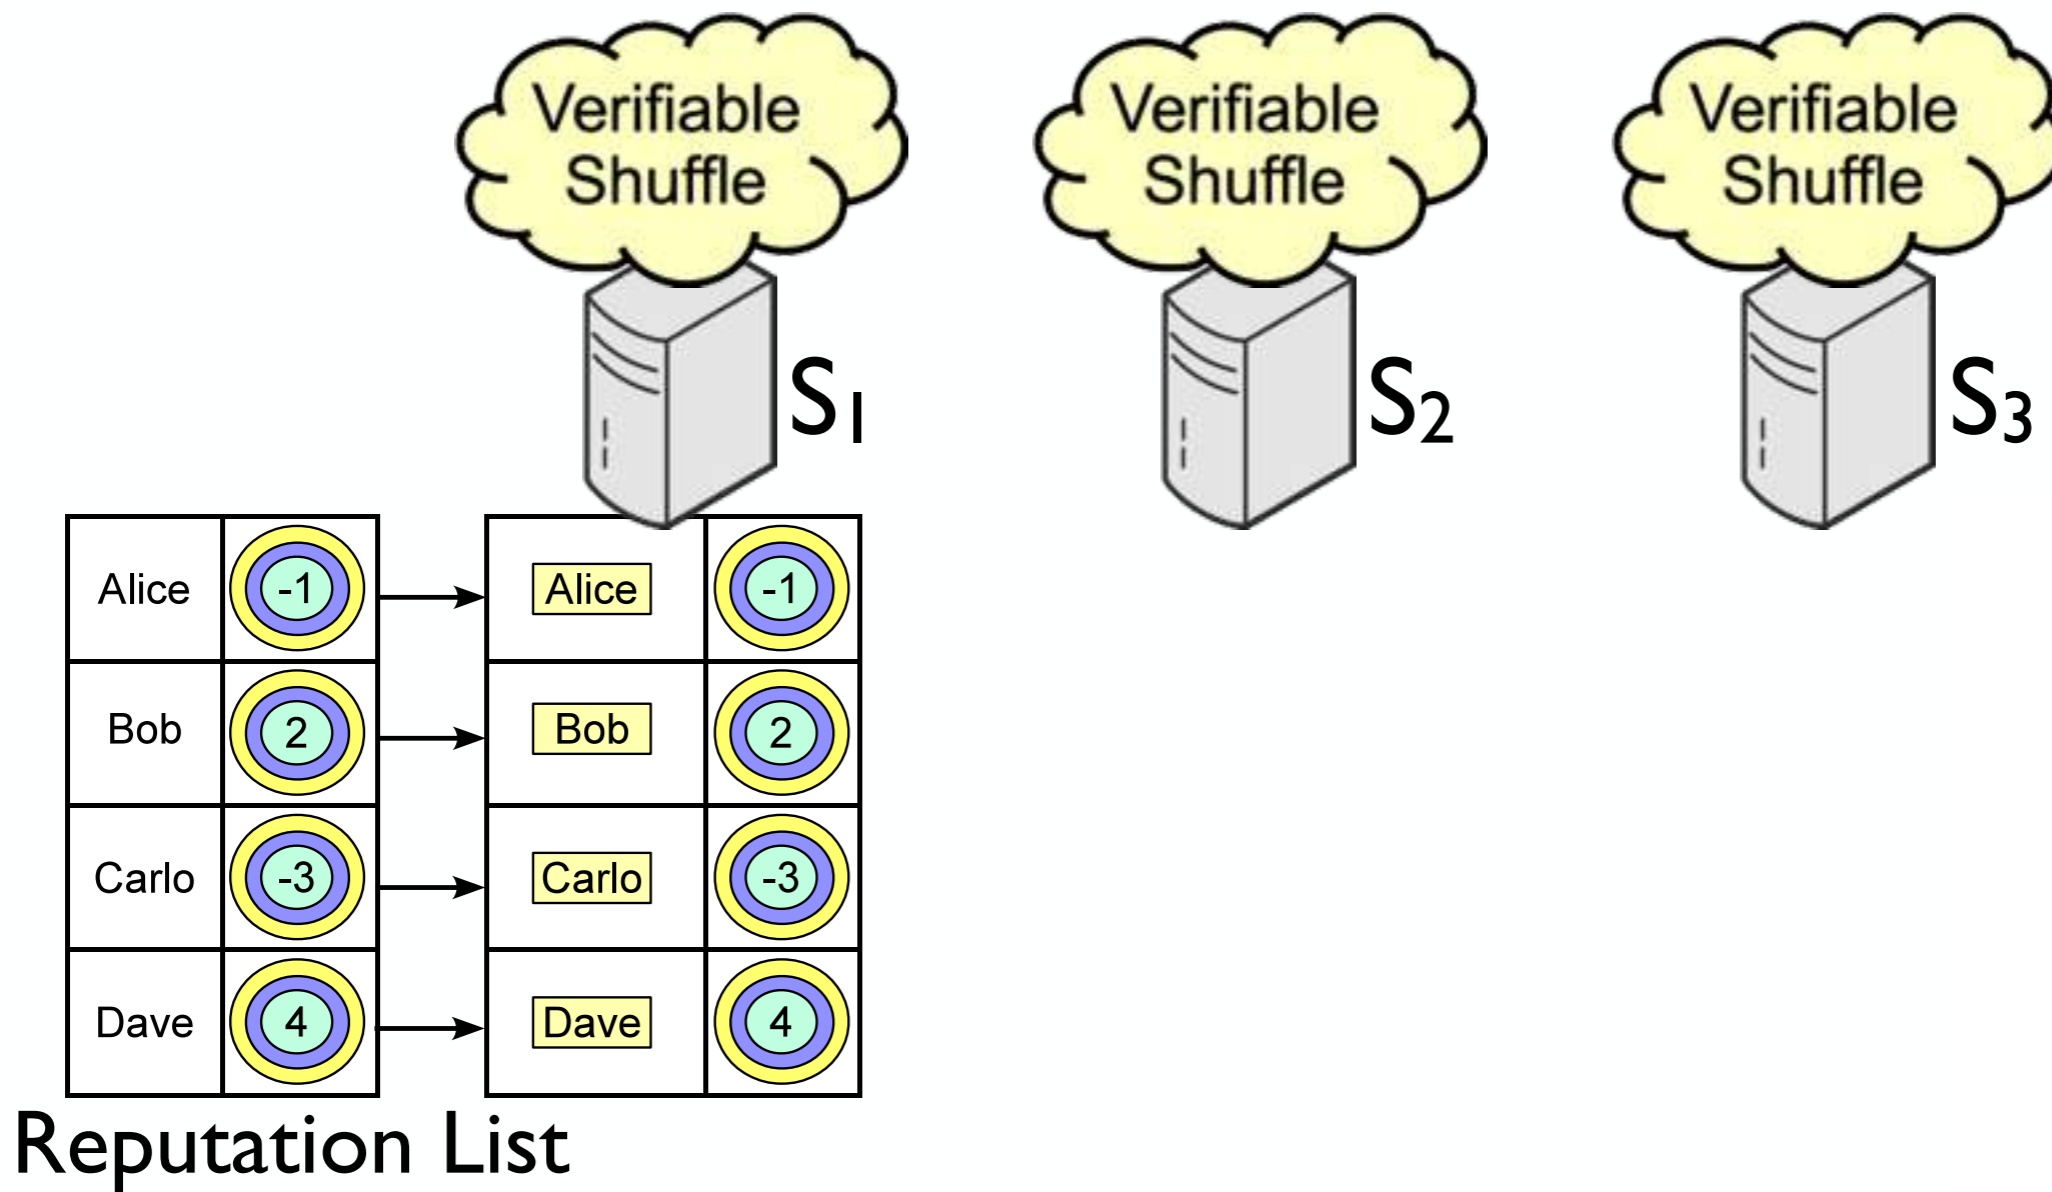 Verifiable
Shuffle
Verifiable
Shuffle
Verifiable
Shuffle
S1
S2
S3
Alice -1 Alice -1
Bob 2 Bob 2
Carlo -3 Carlo -3
Dave 4 Dave 4
Reputation List